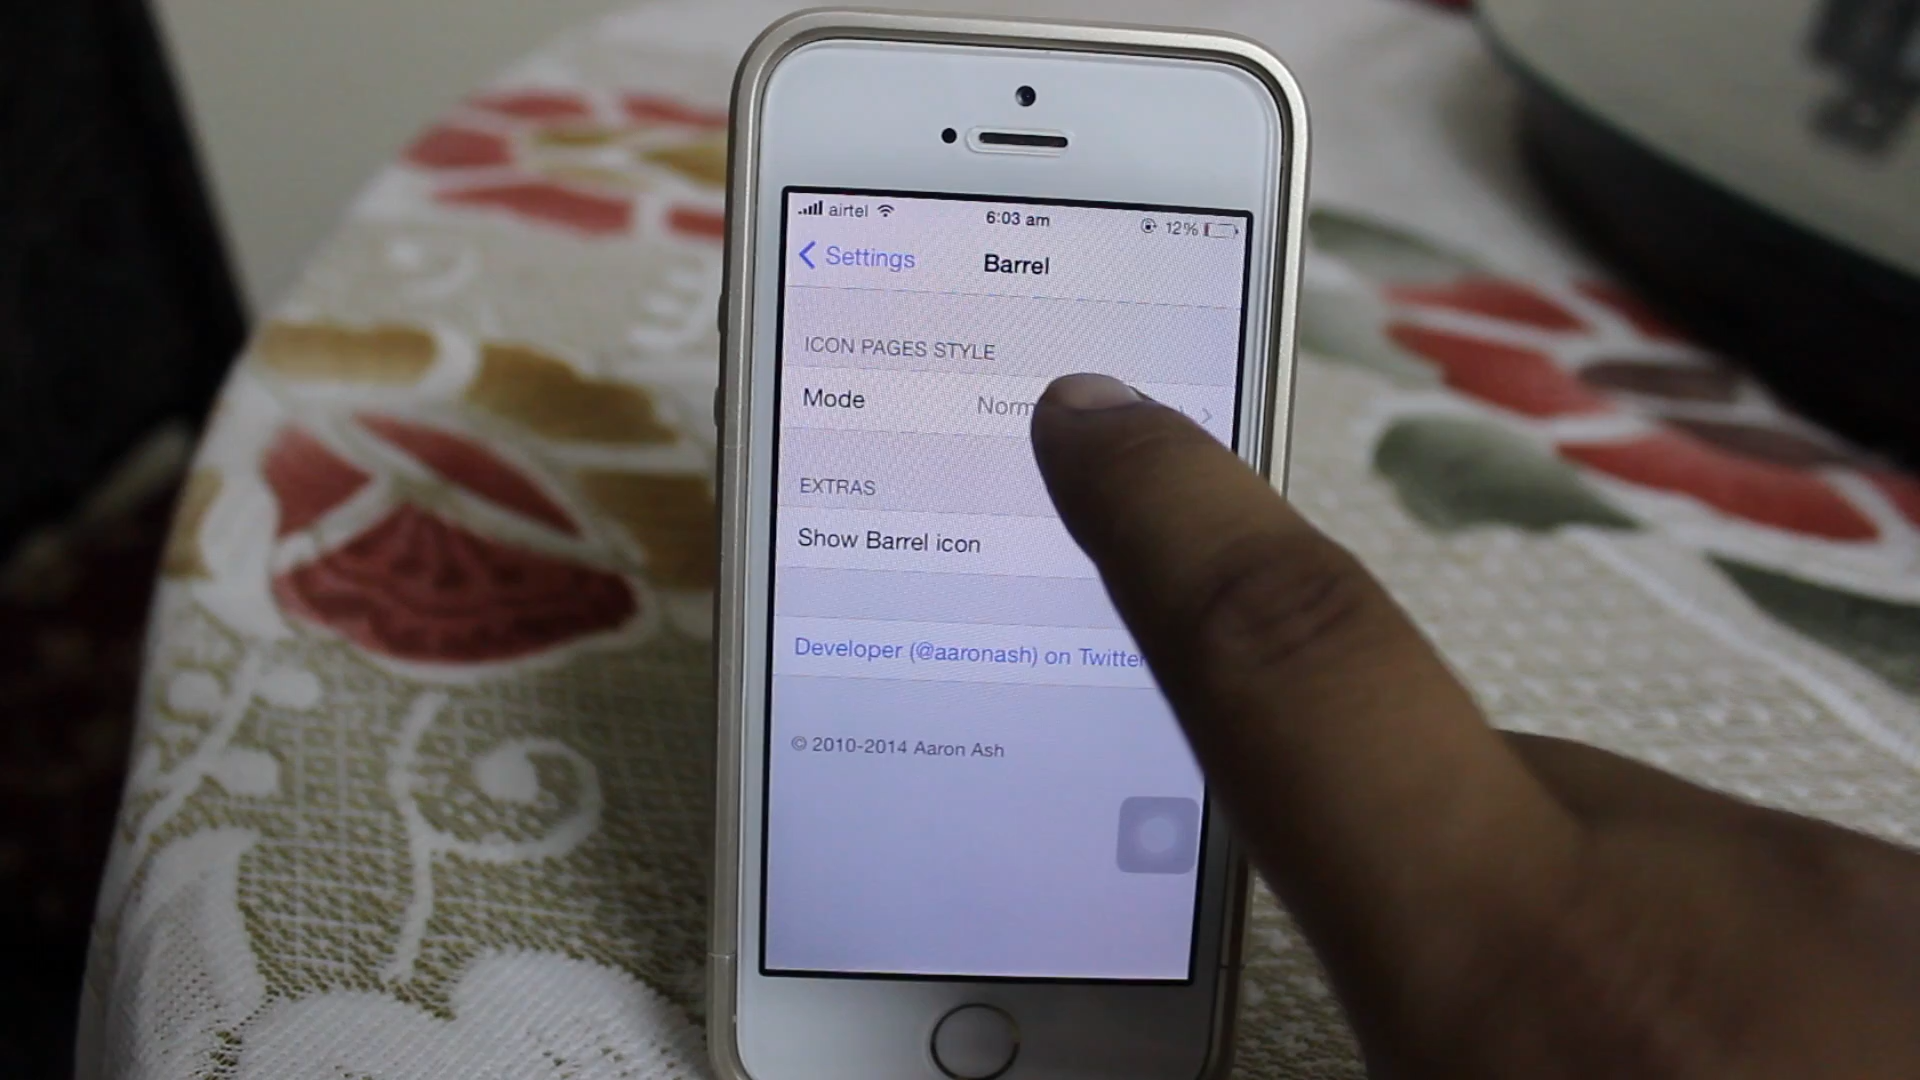 airtel 6:03 am 12%
Settings Barrel
ICON PAGES STYLE
Mode
EXTRAS
Show Barrel icon
Developer (@aaronash) on Twitter
© 2010-2014 Aaron Ash